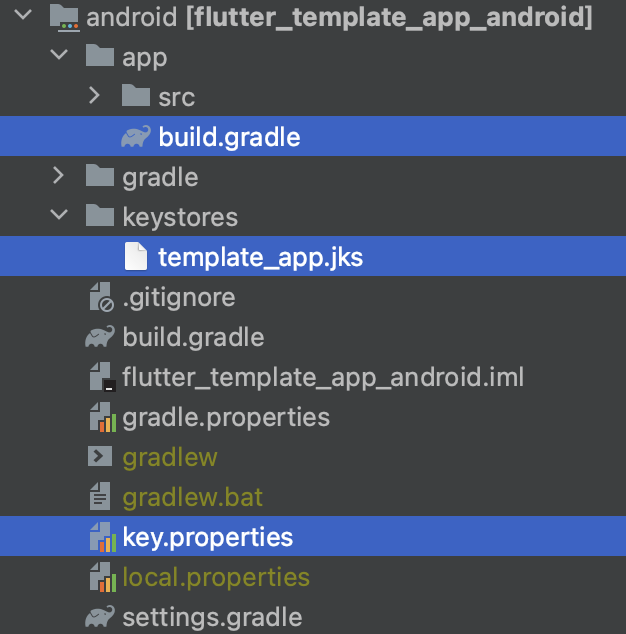 android [flutter_template_app_android]
app
src
build.gradle
gradle
keystores
template_app.jks
.gitignore
build.gradle
flutter_template_app_android.iml
gradle.properties
gradlew
gradlew.bat
key.properties
local.properties
settings.gradle